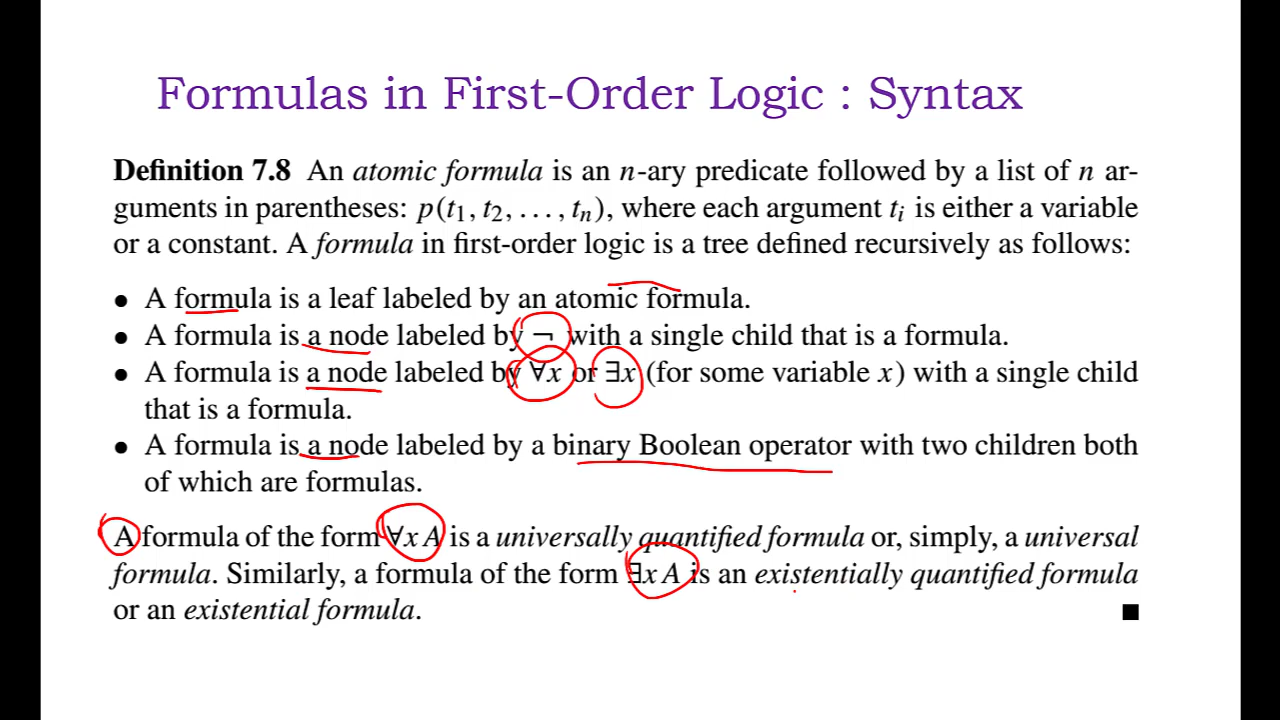 Formulas in First-Order Logic : Syntax
Definition 7.8 An atomic formula is an n-ary predicate followed by a list of n ar-
guments in parentheses: p(t₁, t₂, . . . , tₙ), where each argument tᵢ is either a variable
or a constant. A formula in first-order logic is a tree defined recursively as follows:
• A formula is a leaf labeled by an atomic formula.
• A formula is a node labeled by ¬ with a single child that is a formula.
• A formula is a node labeled by ∀x or ∃x (for some variable x) with a single child
that is a formula.
• A formula is a node labeled by a binary Boolean operator with two children both
of which are formulas.
A formula of the form ∀x A is a universally quantified formula or, simply, a universal
formula. Similarly, a formula of the form ∃x A is an existentially quantified formula
or an existential formula. ■